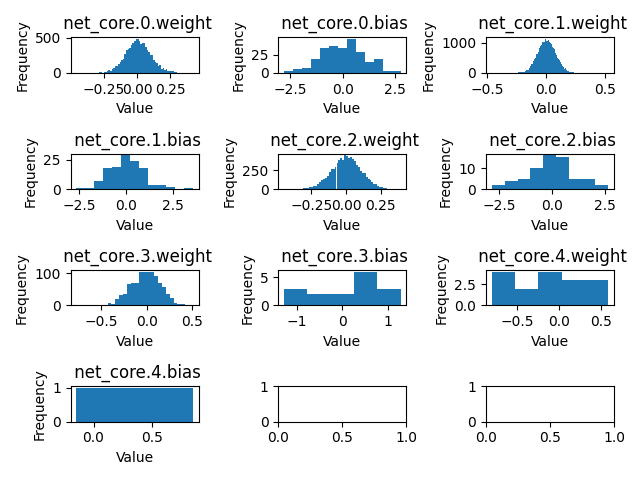 net_core.0.weight net_core.0.bias net_core.1.weight
Frequency 500 0 Frequency 25 0 Frequency 1000 0
−0.25 0.00 0.25 −2.5 0.0 2.5 −0.5 0.0 0.5
Value Value Value
net_core.1.bias net_core.2.weight net_core.2.bias
Frequency 25 0 Frequency 250 0 Frequency 10 0
−2.5 0.0 2.5 −0.25 0.00 0.25 −2.5 0.0 2.5
Value Value Value
net_core.3.weight net_core.3.bias net_core.4.weight
Frequency 100 0 Frequency 5 0 Frequency 2.5 0.0
−0.5 0.0 0.5 −1 0 1 −0.5 0.0 0.5
Value Value Value
net_core.4.bias
Frequency 1 0 1 0 1 0
0.0 0.5 0.0 0.5 1.0 0.0 0.5 1.0
Value